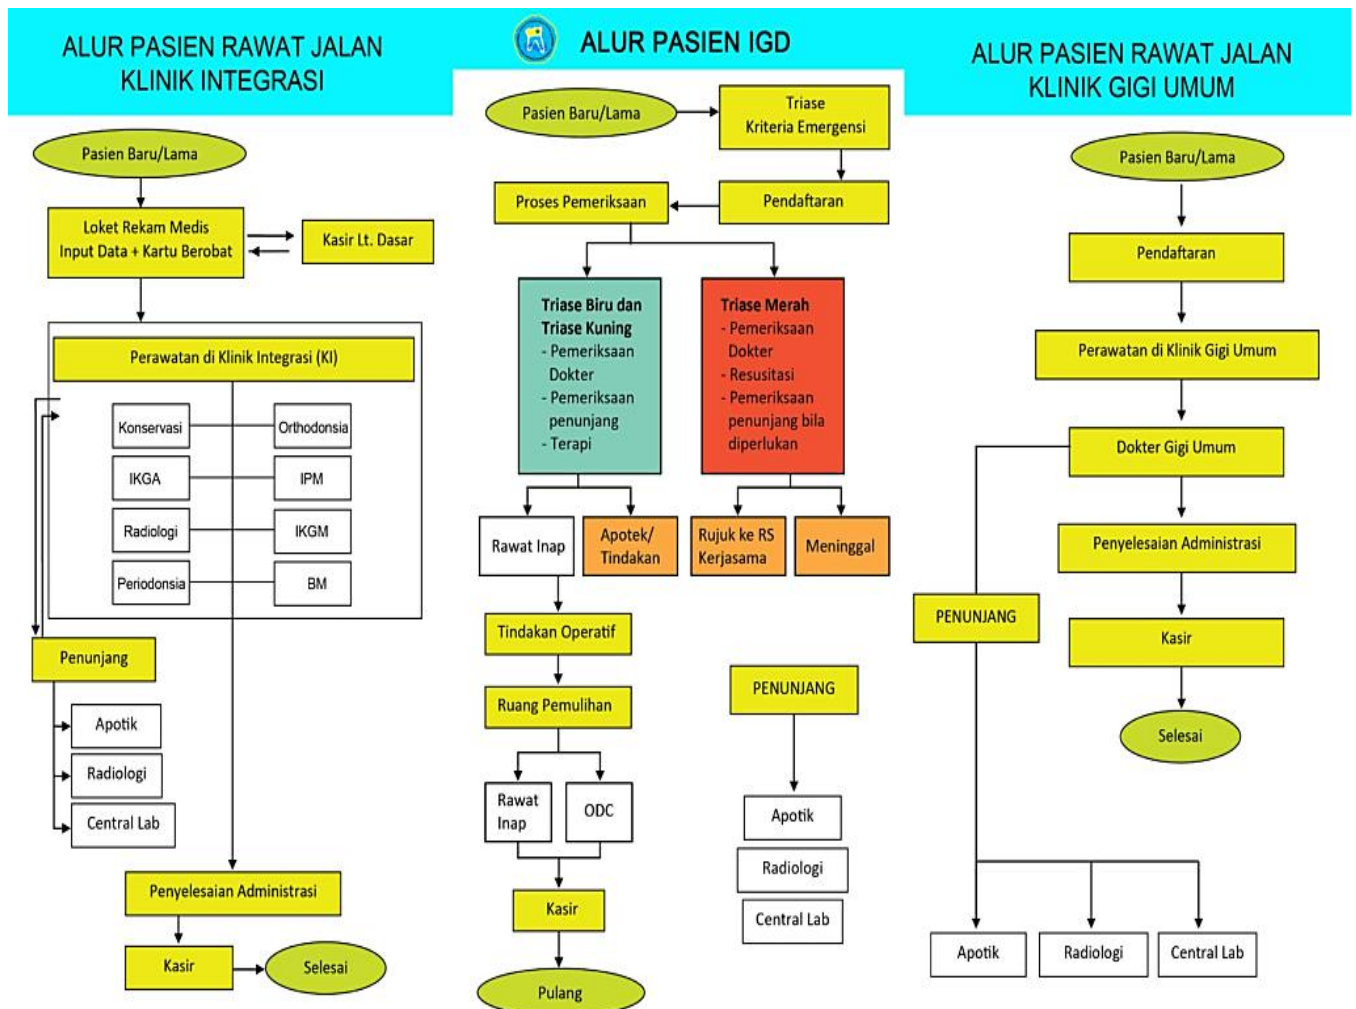 ALUR PASIEN RAWAT JALAN
KLINIK INTEGRASI
Pasien Baru/Lama
Loket Rekam Medis
Input Data + Kartu Berobat
Kasir Lt. Dasar
Perawatan di Klinik Integrasi (KI)
Konservasi
Orthodonsia
IKGA
IPM
Radiologi
IKGM
Periodonsia
BM
Penunjang
Apotik
Radiologi
Central Lab
Penyelesaian Administrasi
Kasir
Selesai
ALUR PASIEN IGD
Pasien Baru/Lama
Triase
Kriteria Emergensi
Pendaftaran
Proses Pemeriksaan
Triase Biru dan
Triase Kuning
- Pemeriksaan
Dokter
- Pemeriksaan
penunjang
- Terapi
Triase Merah
- Pemeriksaan
Dokter
- Resusitasi
- Pemeriksaan
penunjang bila
diperlukan
Rawat Inap
Apotek/
Tindakan
Rujuk ke RS
Kerjasama
Meninggal
Tindakan Operatif
Ruang Pemulihan
Rawat
Inap
ODC
Kasir
Pulang
PENUNJANG
Apotik
Radiologi
Central Lab
ALUR PASIEN RAWAT JALAN
KLINIK GIGI UMUM
Pasien Baru/Lama
Pendaftaran
Perawatan di Klinik Gigi Umum
Dokter Gigi Umum
Penyelesaian Administrasi
PENUNJANG
Kasir
Selesai
Apotik
Radiologi
Central Lab